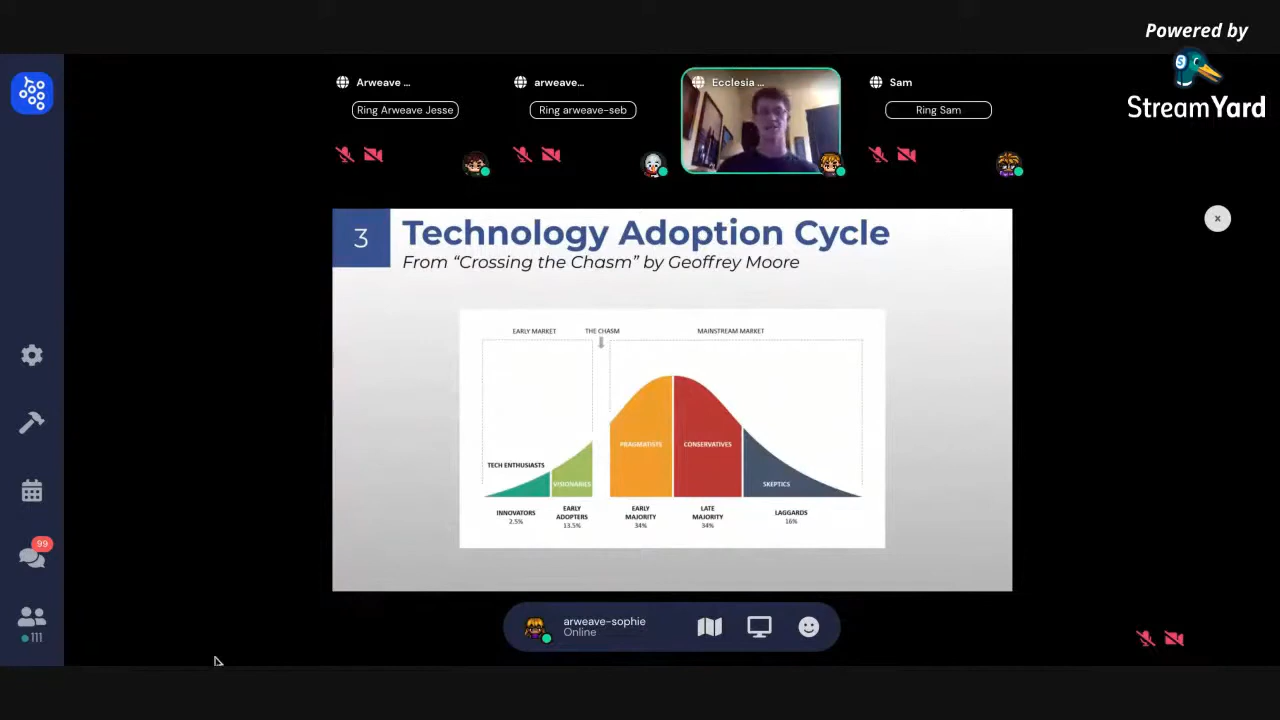 Powered by
StreamYard
Arweave ...
Ring Arweave Jesse
arweave...
Ring arweave-seb
Ecclesia ...
Sam
Ring Sam
x
3
Technology Adoption Cycle
From “Crossing the Chasm” by Geoffrey Moore
EARLY MARKET
THE CHASM
MAINSTREAM MARKET
PRAGMATISTS
CONSERVATIVES
TECH ENTHUSIASTS
VISIONARIES
SKEPTICS
INNOVATORS
2.5%
EARLY
ADOPTERS
13.5%
EARLY
MAJORITY
34%
LATE
MAJORITY
34%
LAGGARDS
16%
99
111
arweave-sophie
Online